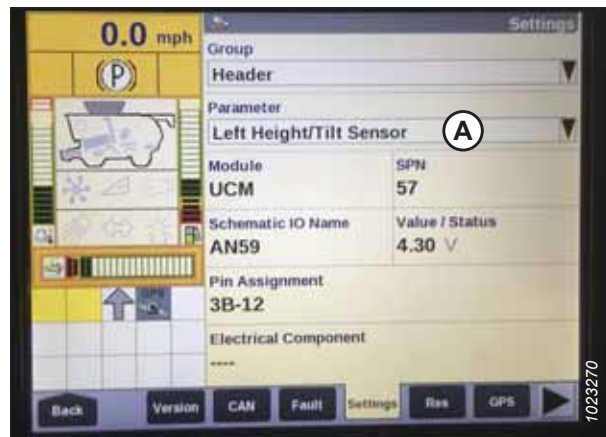 0.0 mph
(P)
Settings
Group
Header
Parameter
Left Height/Tilt Sensor
A
Module
SPN
UCM
57
Schematic IO Name
Value / Status
AN59
4.30 V
Pin Assignment
3B-12
Electrical Component
----
Back
Version
CAN
Fault
Settings
Res
GPS
1023270